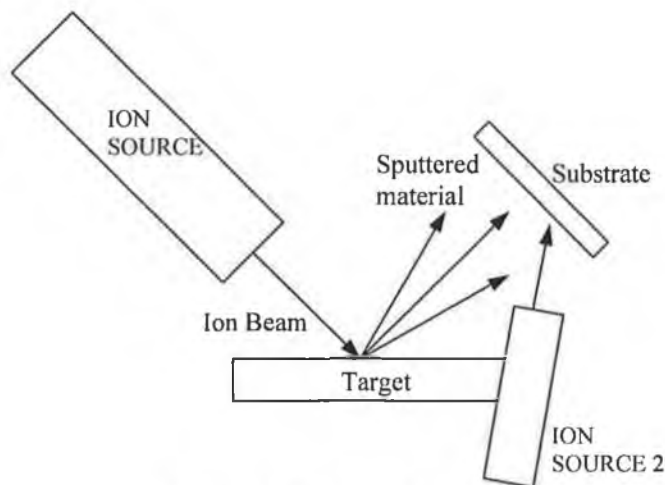 ION
SOURCE
Sputtered
material
Substrate
Ion Beam
Target
ION
SOURCE 2